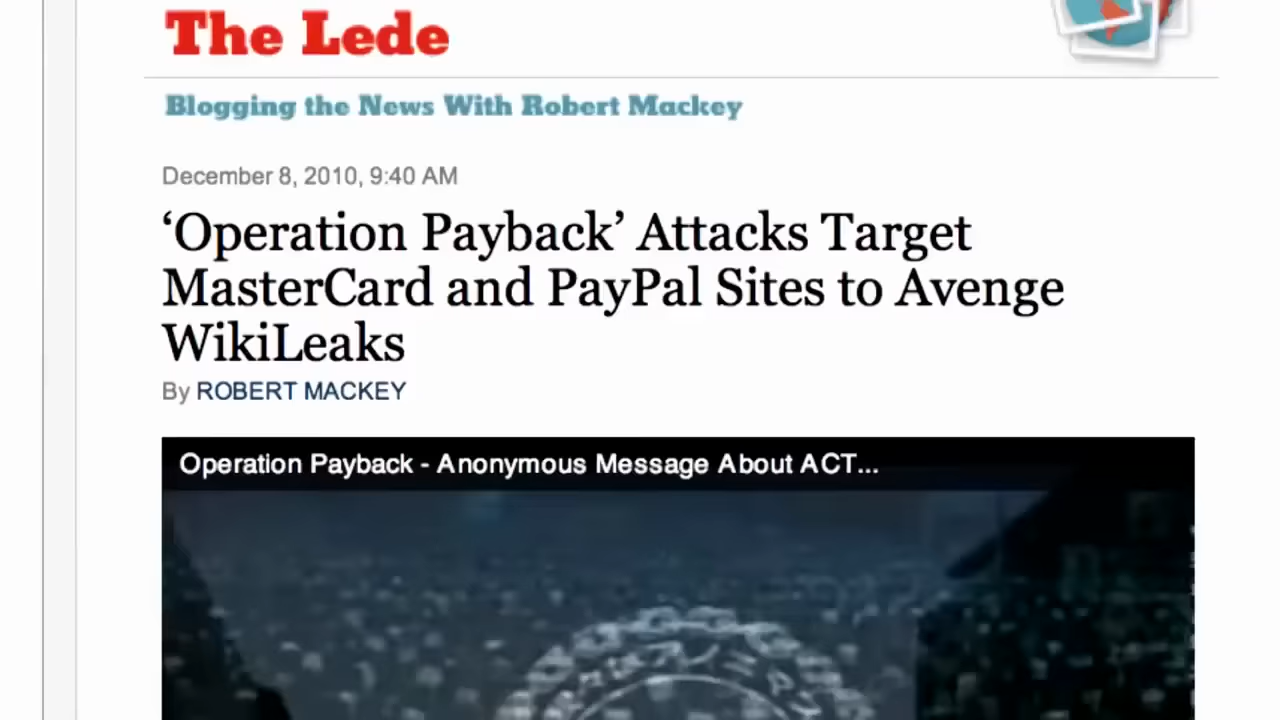 The Lede
Blogging the News With Robert Mackey
December 8, 2010, 9:40 AM
‘Operation Payback’ Attacks Target
MasterCard and PayPal Sites to Avenge
WikiLeaks
By ROBERT MACKEY
Operation Payback - Anonymous Message About ACT...